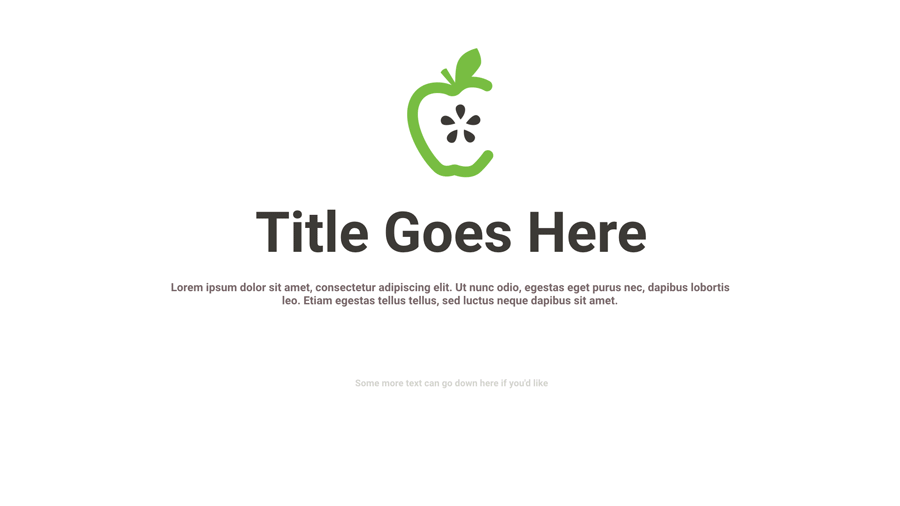 Title Goes Here
Lorem ipsum dolor sit amet, consectetur adipiscing elit. Ut nunc odio, egestas eget purus nec, dapibus lobortis
leo. Etiam egestas tellus tellus, sed luctus neque dapibus sit amet.
Some more text can go down here if you'd like